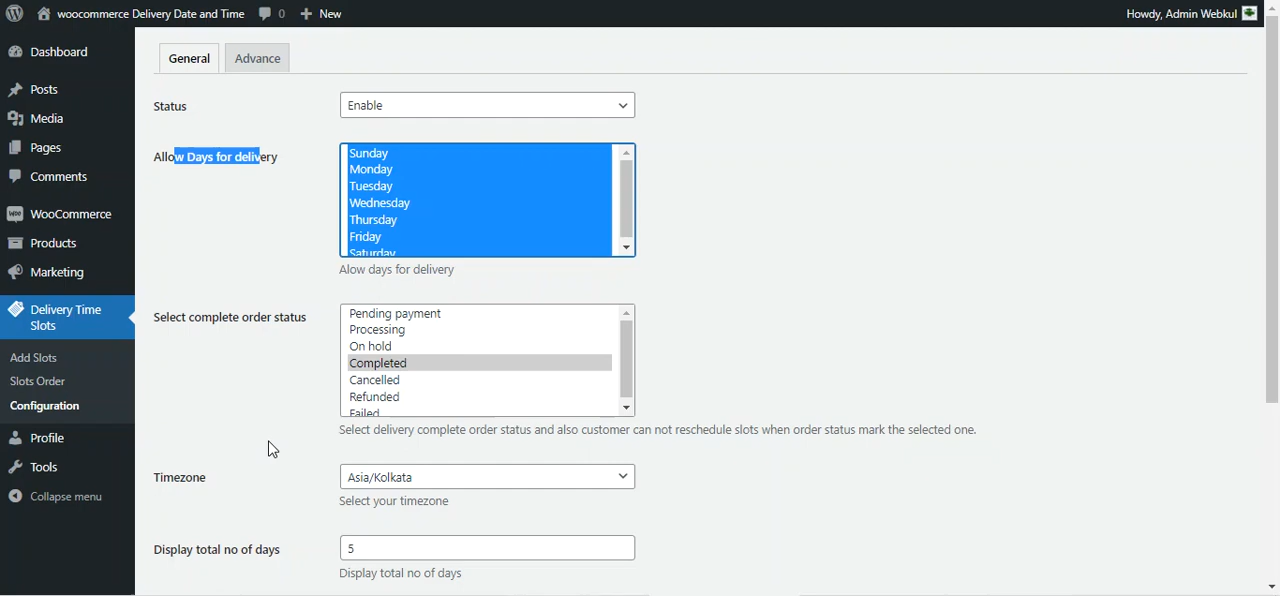 woocommerce Delivery Date and Time 0 New Howdy, Admin Webkul
Dashboard
Posts
Media
Pages
Comments
WooCommerce
Products
Marketing
Delivery Time
Slots
Add Slots
Slots Order
Configuration
Profile
Tools
Collapse menu
General Advance
Status Enable
Allow Days for delivery
Sunday
Monday
Tuesday
Wednesday
Thursday
Friday
Saturday
Alow days for delivery
Select complete order status
Pending payment
Processing
On hold
Completed
Cancelled
Refunded
Failed
Select delivery complete order status and also customer can not reschedule slots when order status mark the selected one.
Timezone Asia/Kolkata
Select your timezone
Display total no of days 5
Display total no of days